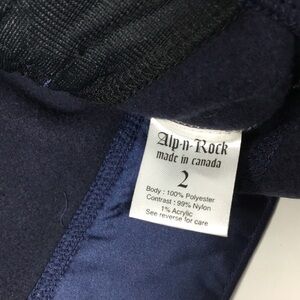 Alp-n-Rock
made in canada
2
Body : 100% Polyester
Contrast : 99% Nylon
1% Acrylic
See reverse for care